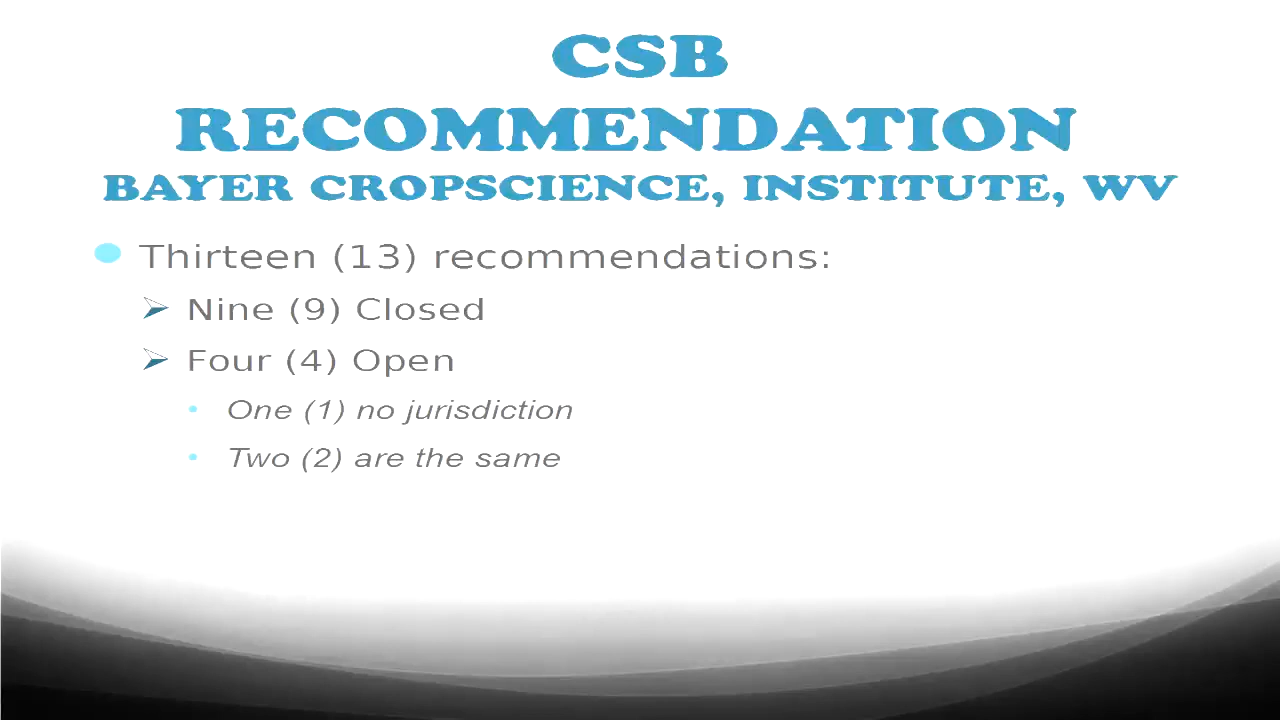 CSB
RECOMMENDATION
BAYER CROPSCIENCE, INSTITUTE, WV
Thirteen (13) recommendations:
Nine (9) Closed
Four (4) Open
One (1) no jurisdiction
Two (2) are the same